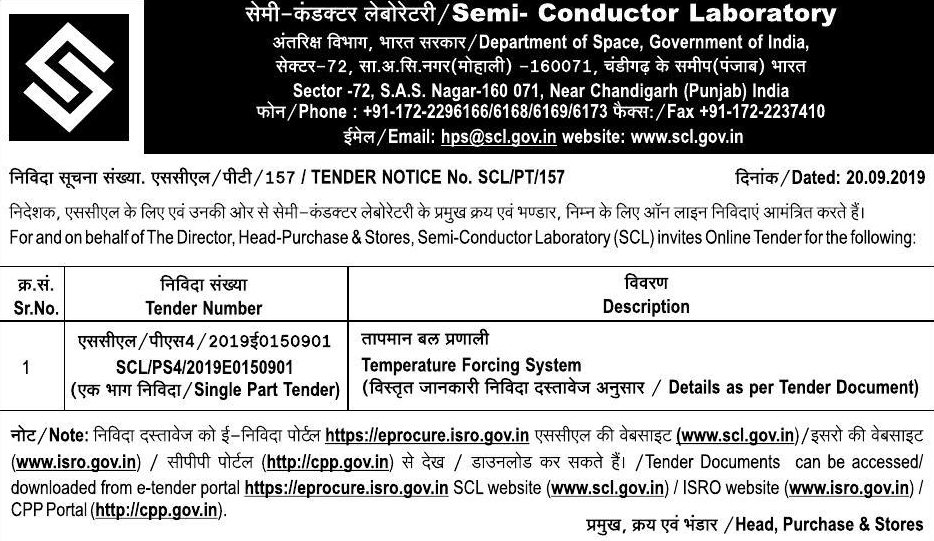 सेमी-कंडक्टर लेबोरेटरी/Semi- Conductor Laboratory
अंतरिक्ष विभाग, भारत सरकार/Department of Space, Government of India,
सेक्टर-72, सा.अ.सि.नगर(मोहाली) -160071, चंडीगढ़ के समीप(पंजाब) भारत
Sector -72, S.A.S. Nagar-160 071, Near Chandigarh (Punjab) India
फोन/Phone : +91-172-2296166/6168/6169/6173 फैक्स:/Fax +91-172-2237410
ईमेल/Email: hps@scl.gov.in website: www.scl.gov.in
निविदा सूचना संख्या. एससीएल/पीटी/157 / TENDER NOTICE No. SCL/PT/157 दिनांक/Dated: 20.09.2019
निदेशक, एससीएल के लिए एवं उनकी ओर से सेमी-कंडक्टर लेबोरेटरी के प्रमुख क्रय एवं भण्डार, निम्न के लिए ऑन लाइन निविदाएं आमंत्रित करते हैं।
For and on behalf of The Director, Head-Purchase & Stores, Semi-Conductor Laboratory (SCL) invites Online Tender for the following:
क्र.सं. निविदा संख्या विवरण
Sr.No. Tender Number Description
एससीएल/पीएस4/2019ई0150901 तापमान बल प्रणाली
1 SCL/PS4/2019E0150901 Temperature Forcing System
(एक भाग निविदा/Single Part Tender) (विस्तृत जानकारी निविदा दस्तावेज अनुसार / Details as per Tender Document)
नोट/Note: निविदा दस्तावेज को ई-निविदा पोर्टल https://eprocure.isro.gov.in एससीएल की वेबसाइट (www.scl.gov.in)/इसरो की वेबसाइट
(www.isro.gov.in) / सीपीपी पोर्टल (http://cpp.gov.in) से देख / डाउनलोड कर सकते हैं। /Tender Documents can be accessed/
downloaded from e-tender portal https://eprocure.isro.gov.in SCL website (www.scl.gov.in) / ISRO website (www.isro.gov.in) /
CPP Portal (http://cpp.gov.in).
प्रमुख, क्रय एवं भंडार /Head, Purchase & Stores